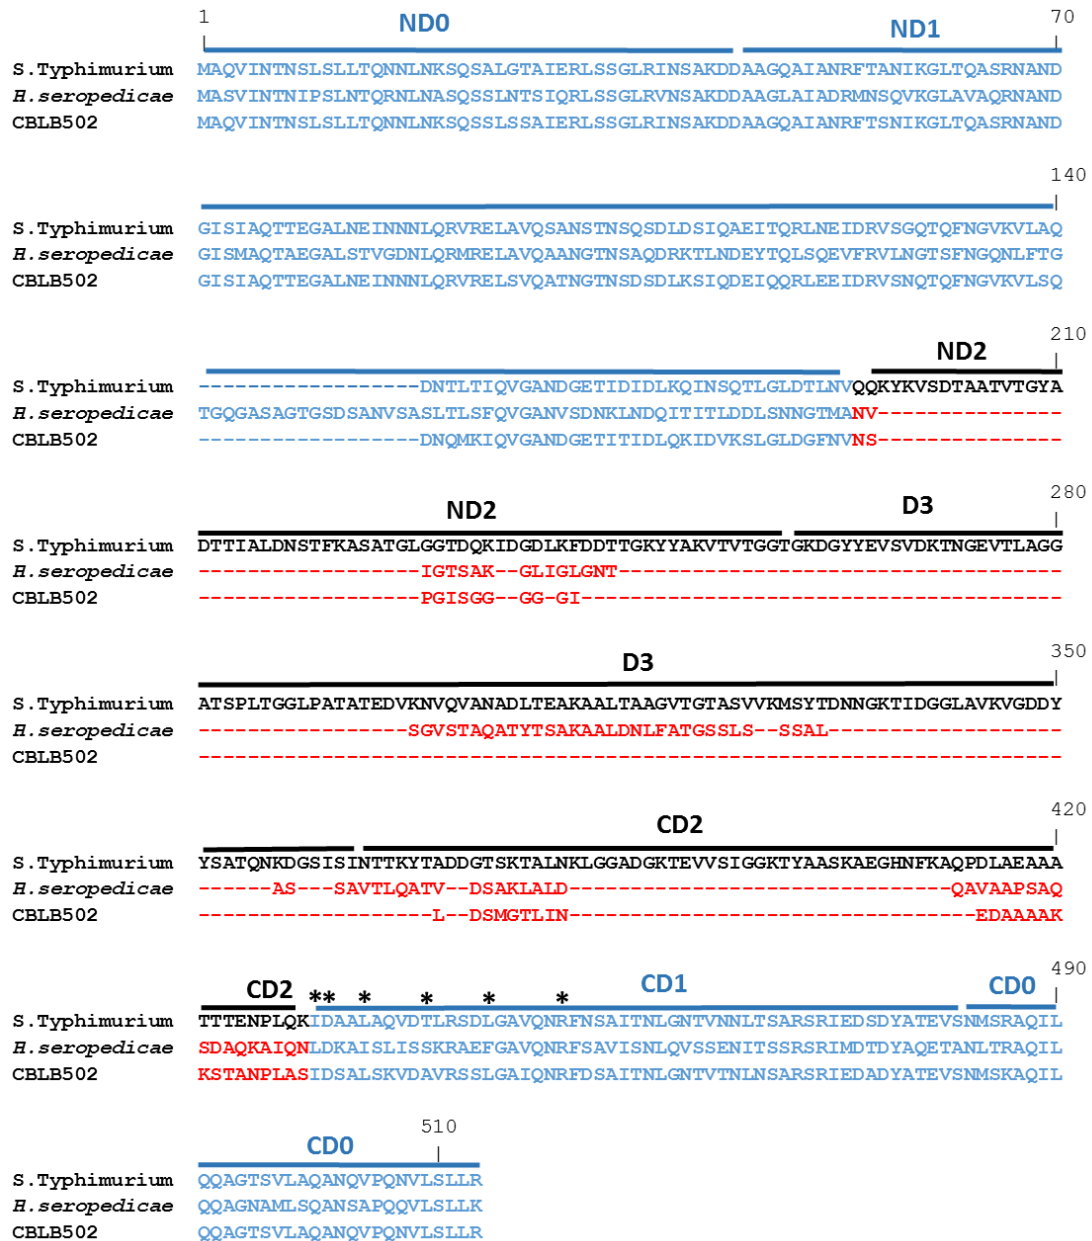 1 70
ND0 ND1
S.Typhimurium MAQVINTNSLSLLTQNNLNKSQSALGTAIERLSSGLRINSAKDDAAGQAIANRFTANIKGLTQASRNAND
H.seropedicae MASVINTNIPSLNTQRNLNASQSSLNTSIQRLSSGLRVNSAKDDAAGLAIADRMNSQVKGLAVAQRNAND
CBLB502 MAQVINTNSLSLLTQNNLNKSQSSLSSAIERLSSGLRINSAKDDAAGQAIANRFTSNIKGLTQASRNAND
140
S.Typhimurium GISIAQTTEGALNEINNNLQRVRELAVQSANSTNSQSDLDSIQAEITQRLNEIDRVSGQTQFNGVKVLAQ
H.seropedicae GISMAQTAEGALSTVGDNLQRMRELAVQAANGTNSAQDRKTLNDEYTQLSQEVFRVLNGTSFNGQNLFTG
CBLB502 GISIAQTTEGALNEINNNLQRVRELSVQATNGTNSDSDLKSIQDEIQQRLEEIDRVSNQTQFNGVKVLSQ
210
ND2
S.Typhimurium ------------------DNTLTIQVGANDGETIDIDLKQINSQTLGLDTLNVQQKYKVSDTAATVTGYA
H.seropedicae TGQGASAGTGSDSANVSASLTLSFQVGANVSDNKLNDQITITLDDLSNNGTMANV---------------
CBLB502 ------------------DNQMKIQVGANDGETITIDLQKIDVKSLGLDGFNVNS---------------
280
ND2 D3
S.Typhimurium DTTIALDNSTFKASATGLGGTDQKIDGDLKFDDTTGKYYAKVTVTGGTGKDGYYEVSVDKTNGEVTLAGG
H.seropedicae ------------------IGTSAK--GLIGLGNT------------------------------------
CBLB502 ------------------PGISGG--GG-GI---------------------------------------
350
D3
S.Typhimurium ATSPLTGGLPATATEDVKNVQVANADLTEAKAALTAAGVTGTASVVKMSYTDNNGKTIDGGLAVKVGDDY
H.seropedicae -----------------SGVSTAQATYTSAKAALDNLFATGSSLS--SSAL-------------------
CBLB502 ----------------------------------------------------------------------
420
CD2
S.Typhimurium YSATQNKDGSISINTTKYTADDGTSKTALNKLGGADGKTEVVSIGGKTYAASKAEGHNFKAQPDLAEAAA
H.seropedicae ------AS---SAVTLQATV--DSAKLALD-------------------------------QAVAAPSAQ
CBLB502 -------------------L--DSMGTLIN---------------------------------EDAAAAK
490
CD2 ** * * * * CD1 CD0
S.Typhimurium TTTENPLQKIDAALAQVDTLRSDLGAVQNRFNSAITNLGNTVNNLTSARSRIEDSDYATEVSNMSRAQIL
H.seropedicae SDAQKAIQNLDKAISLISSKRAEFGAVQNRFSAVISNLQVSSENITSSRSRIMDTDYAQETANLTRAQIL
CBLB502 KSTANPLASIDSALSKVDAVRSSLGAIQNRFDSAITNLGNTVTNLNSARSRIEDADYATEVSNMSKAQIL
510
CD0
S.Typhimurium QQAGTSVLAQANQVPQNVLSLLR
H.seropedicae QQAGNAMLSQANSAPQQVLSLLK
CBLB502 QQAGTSVLAQANQVPQNVLSLLR